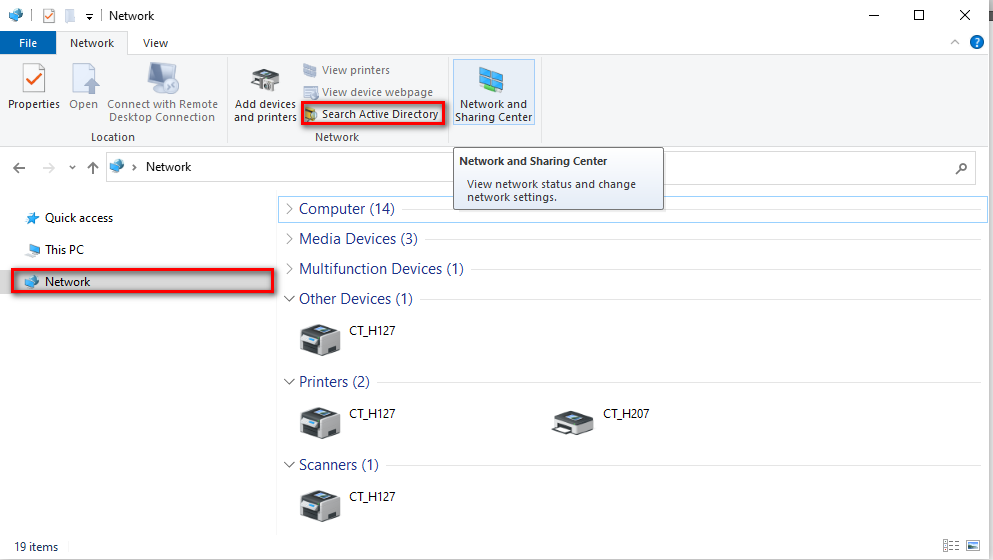 Network
File
Network
View
Properties
Open
Connect with Remote
Desktop Connection
Location
Add devices
and printers
View printers
View device webpage
Search Active Directory
Network
Network and
Sharing Center
Network
Network and Sharing Center
View network status and change
network settings.
Quick access
This PC
Network
Computer (14)
Media Devices (3)
Multifunction Devices (1)
Other Devices (1)
CT_H127
Printers (2)
CT_H127
CT_H207
Scanners (1)
CT_H127
19 items